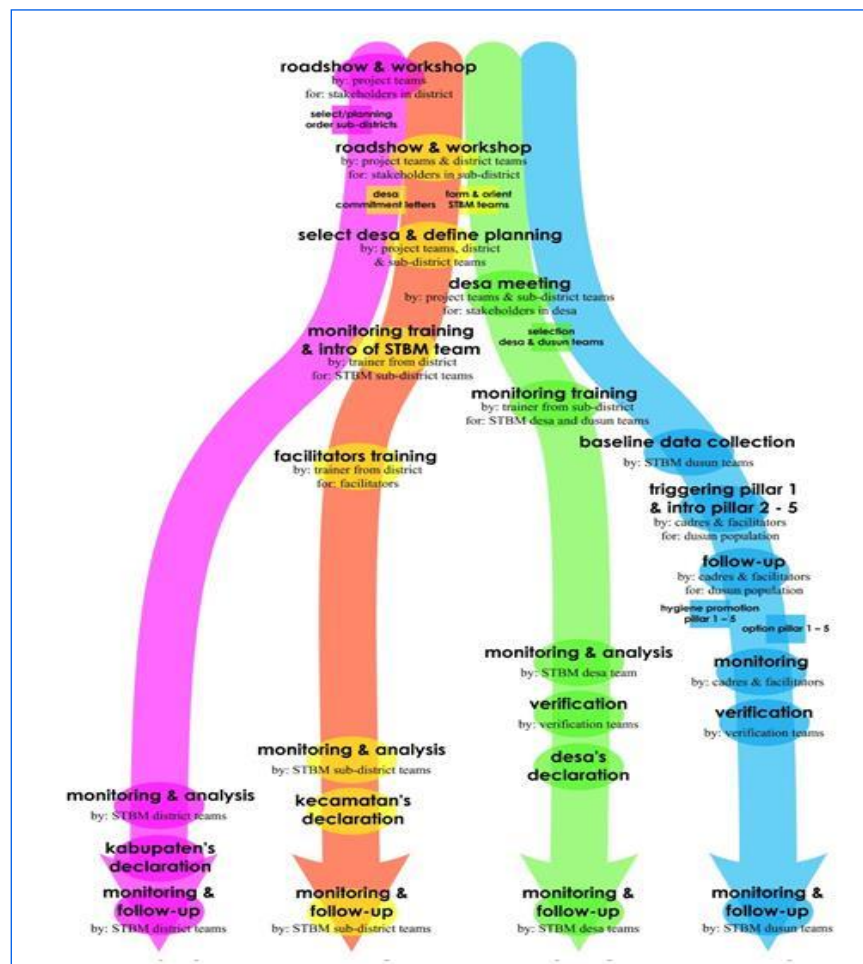 roadshow & workshop
by: project teams
for: stakeholders in district
select/planning
order sub-districts
roadshow & workshop
by: project teams & district teams
for: stakeholders in sub-district
desa
commitment letters
form & orient
STBM teams
select desa & define planning
by: project teams, district
& sub-district teams
desa meeting
by: project teams & sub-district teams
for: stakeholders in desa
selection
desa & dusun teams
monitoring training
& intro of STBM team
by: trainer from district
for: STBM sub-district teams
monitoring training
by: trainer from sub-district
for: STBM desa and dusun teams
facilitators training
by: trainer from district
for: facilitators
baseline data collection
by: STBM dusun teams
triggering pillar 1
& intro pillar 2 - 5
by: cadres & facilitators
for: dusun population
follow-up
by: cadres & facilitators
for: dusun population
hygiene promotion
pillar 1 – 5
option pillar 1 – 5
monitoring & analysis
by: STBM desa team
monitoring
by: cadres & facilitators
verification
by: verification teams
verification
by: verification teams
monitoring & analysis
by: STBM sub-district teams
desa's
declaration
monitoring & analysis
by: STBM district teams
kecamatan's
declaration
kabupaten's
declaration
monitoring &
follow-up
by: STBM district teams
monitoring &
follow-up
by: STBM sub-district teams
monitoring &
follow-up
by: STBM desa teams
monitoring &
follow-up
by: STBM dusun teams